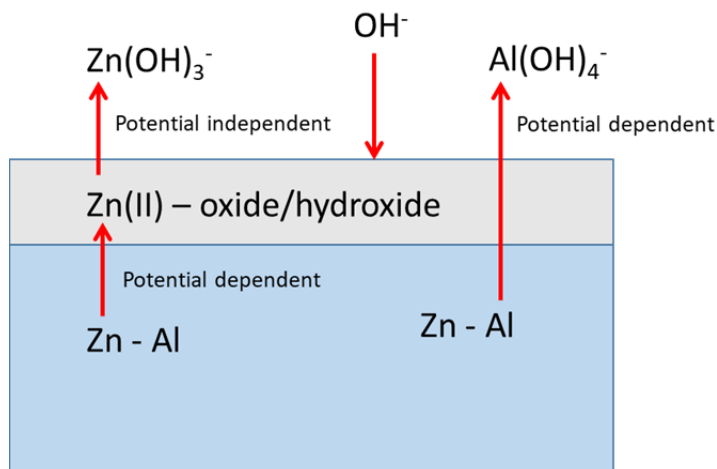 OH⁻
Zn(OH)₃⁻
Al(OH)₄⁻
Potential independent
Potential dependent
Zn(II) – oxide/hydroxide
Potential dependent
Zn - Al
Zn - Al